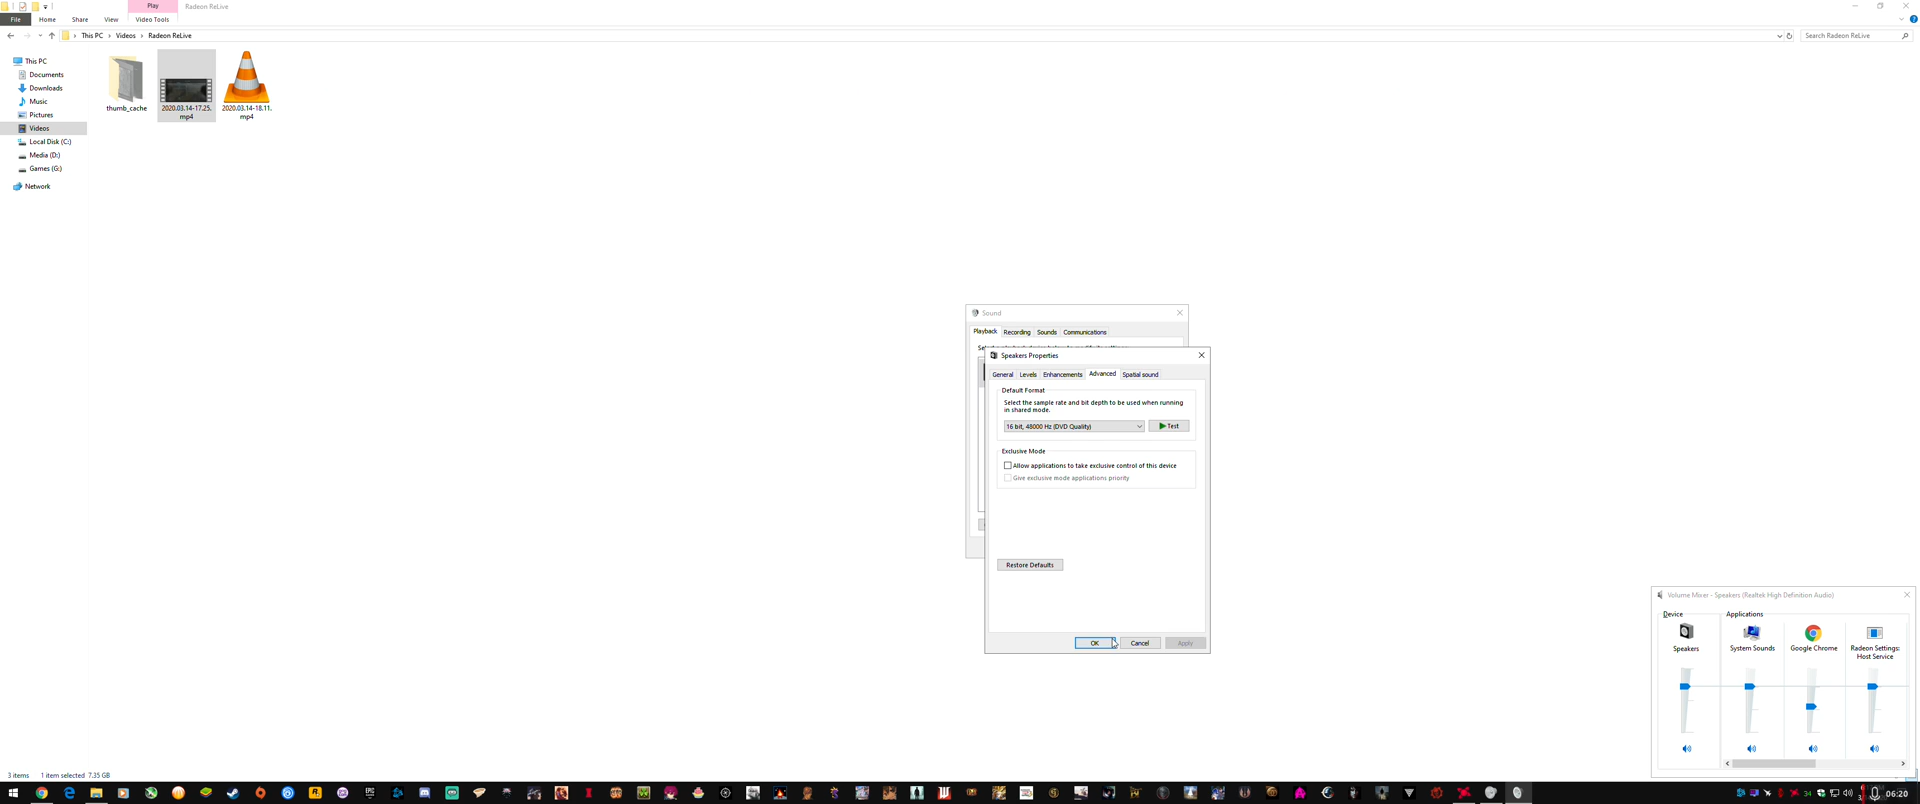 Play
Radeon ReLive
File
Home
Share
View
Video Tools
This PC
Videos
Radeon ReLive
Search Radeon ReLive
This PC
Documents
Downloads
Music
Pictures
Videos
Local Disk (C:)
Media (D:)
Games (G:)
Network
thumb_cache
2020.03.14-17.25.
mp4
2020.03.14-18.11.
mp4
Sound
Playback
Recording
Sounds
Communications
Speakers Properties
General
Levels
Enhancements
Advanced
Spatial sound
Default Format
Select the sample rate and bit depth to be used when running
in shared mode.
16 bit, 48000 Hz (DVD Quality)
Test
Exclusive Mode
Allow applications to take exclusive control of this device
Give exclusive mode applications priority
Restore Defaults
OK
Cancel
Apply
Volume Mixer - Speakers (Realtek High Definition Audio)
Device
Applications
Speakers
System Sounds
Google Chrome
Radeon Settings:
Host Service
3 items
1 item selected
7.35 GB
EPIC
34
06:20